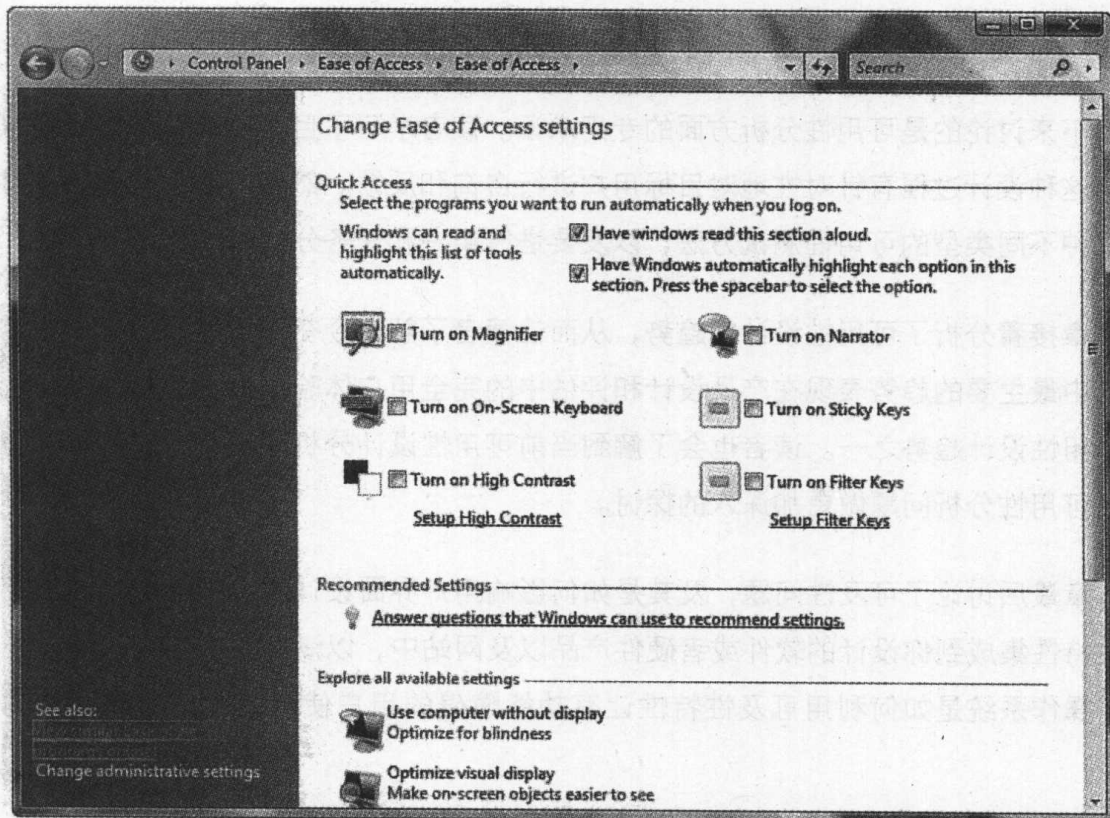 Control Panel ▸ Ease of Access ▸ Ease of Access ▸
Search
Change Ease of Access settings
Quick Access
Select the programs you want to run automatically when you log on.
Windows can read and
highlight this list of tools
automatically.
Have windows read this section aloud.
Have Windows automatically highlight each option in this
section. Press the spacebar to select the option.
Turn on Magnifier
Turn on Narrator
Turn on On-Screen Keyboard
Turn on Sticky Keys
Turn on High Contrast
Turn on Filter Keys
Setup High Contrast
Setup Filter Keys
Recommended Settings
Answer questions that Windows can use to recommend settings.
Explore all available settings
Use computer without display
Optimize for blindness
Optimize visual display
Make on-screen objects easier to see
See also:
Change administrative settings